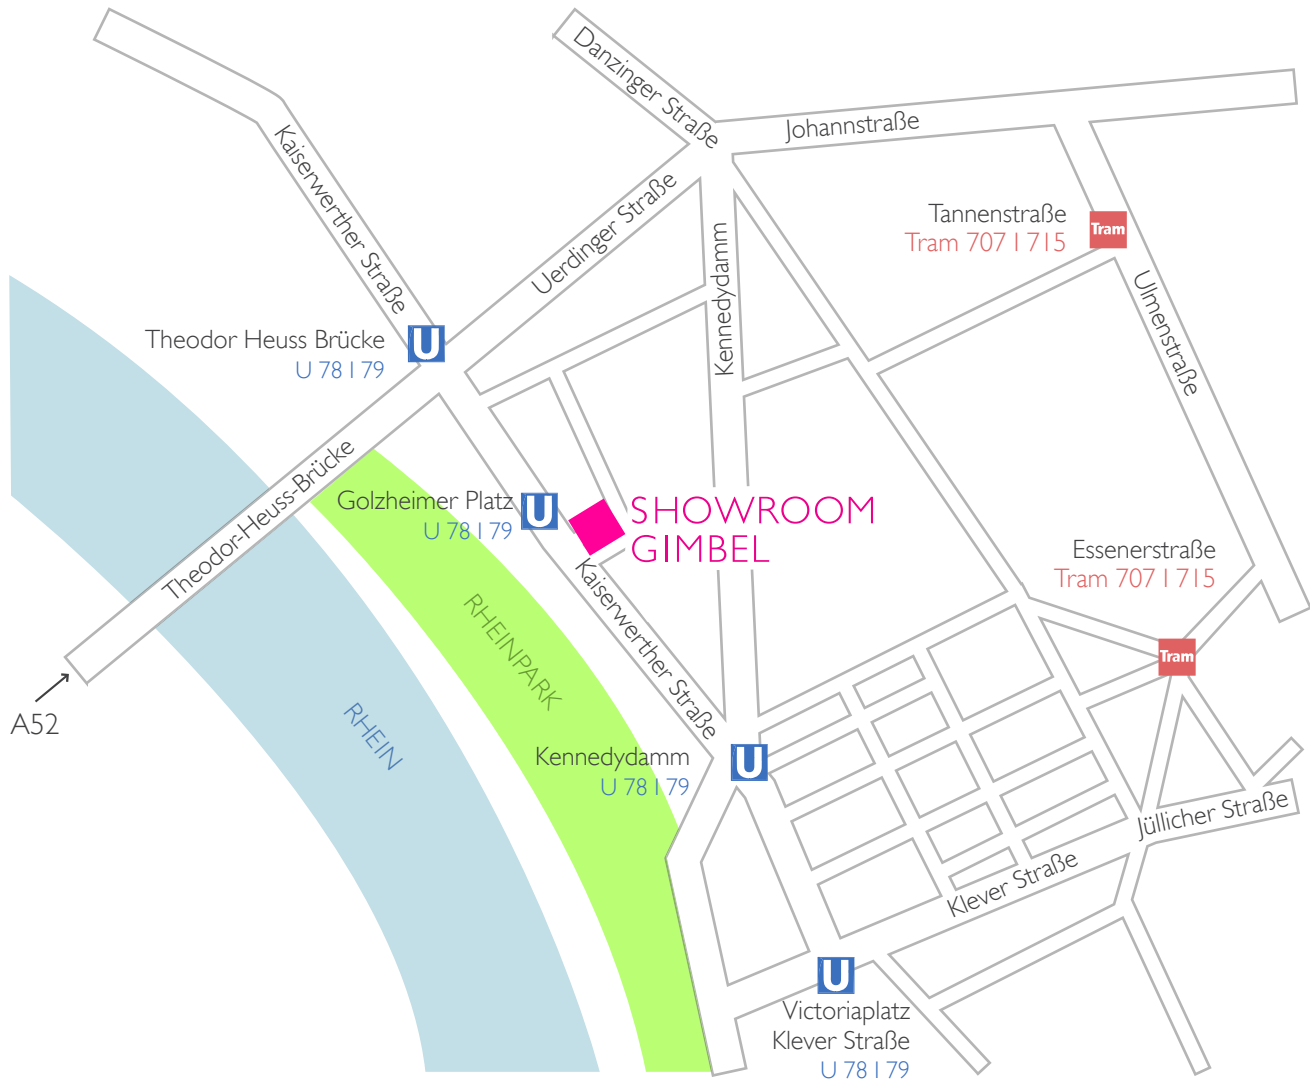 Danzinger Straße
Johannstraße
Kaiserwerther Straße
Uerdinger Straße
Kennedydamm
Tannenstraße
Tram 707 I 715
Tram
Ulmenstraße
Theodor Heuss Brücke
U 78 I 79
U
Theodor-Heuss-Brücke
Golzheimer Platz
U 78 I 79
U
SHOWROOM
GIMBEL
Essenerstraße
Tram 707 I 715
Tram
Kaiserwerther Straße
RHEINPARK
RHEIN
A52
Kennedydamm
U 78 I 79
U
Jüllicher Straße
Klever Straße
U
Victoriaplatz
Klever Straße
U 78 I 79